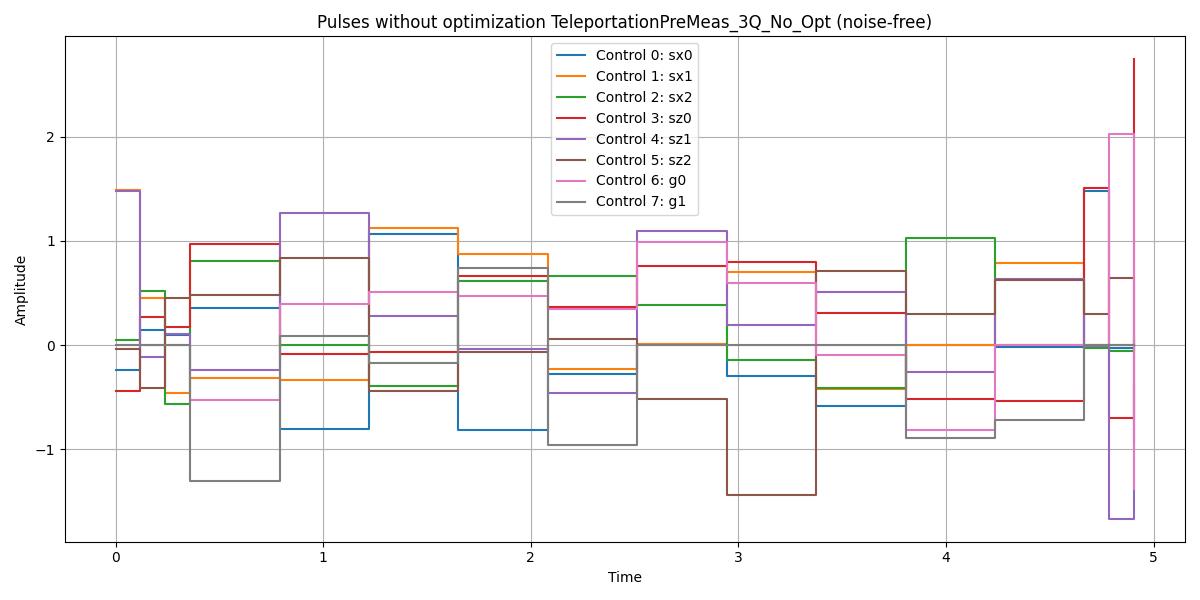 Pulses without optimization TeleportationPreMeas_3Q_No_Opt (noise-free)
Control 0: sx0
Control 1: sx1
Control 2: sx2
Control 3: sz0
Control 4: sz1
Control 5: sz2
Control 6: g0
Control 7: g1
Amplitude
2
1
0
−1
0 1 2 3 4 5
Time